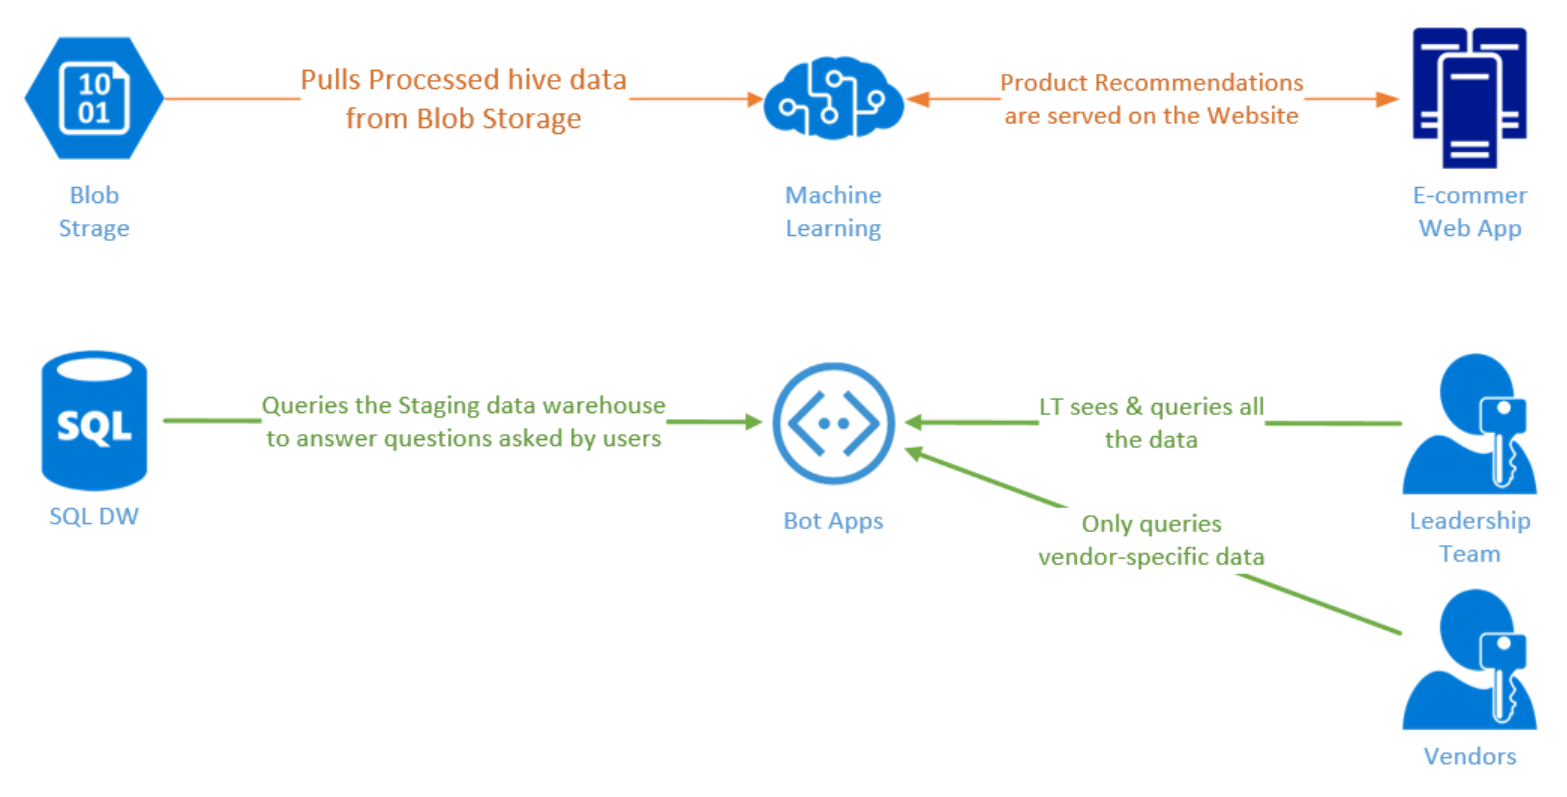 10
01
Pulls Processed hive data
from Blob Storage
Product Recommendations
are served on the Website
Blob
Strage
Machine
Learning
E-commer
Web App
SQL
Queries the Staging data warehouse
to answer questions asked by users
LT sees & queries all
the data
SQL DW
Bot Apps
Leadership
Team
Only queries
vendor-specific data
Vendors